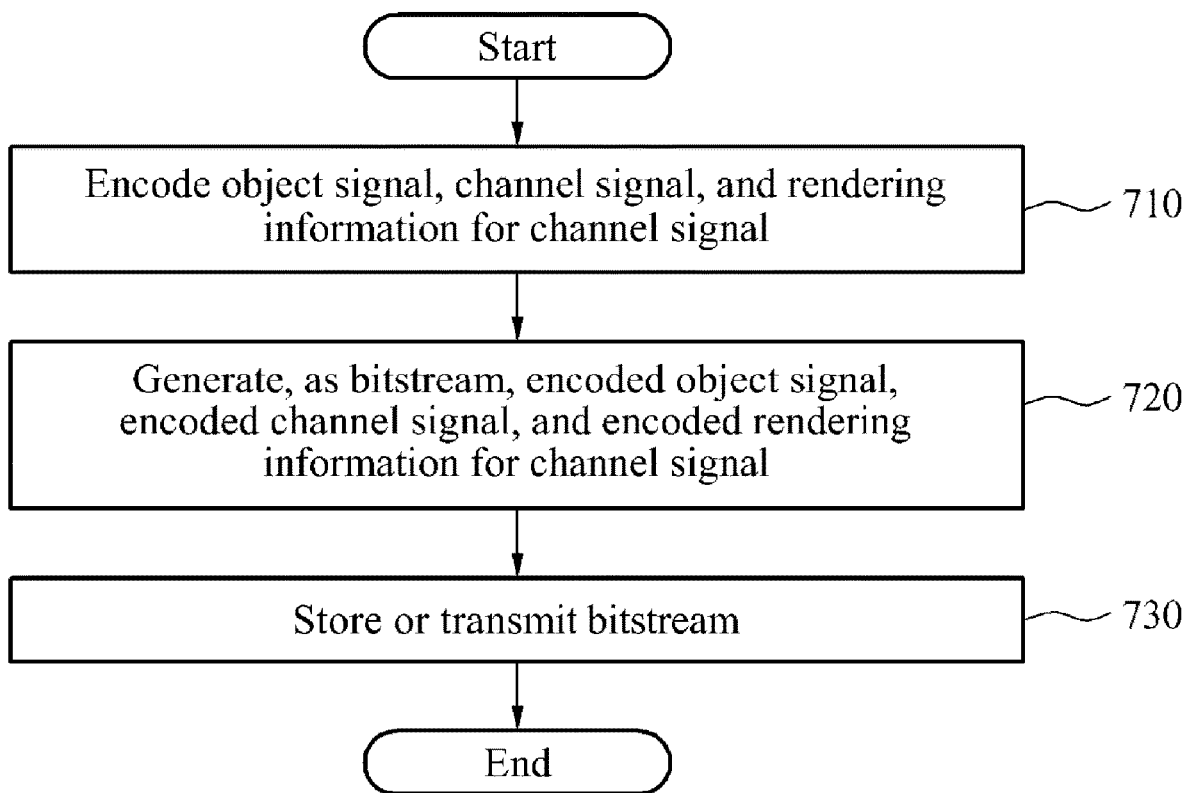 Start
Encode object signal, channel signal, and rendering
information for channel signal
710
Generate, as bitstream, encoded object signal,
encoded channel signal, and encoded rendering
information for channel signal
720
Store or transmit bitstream
730
End